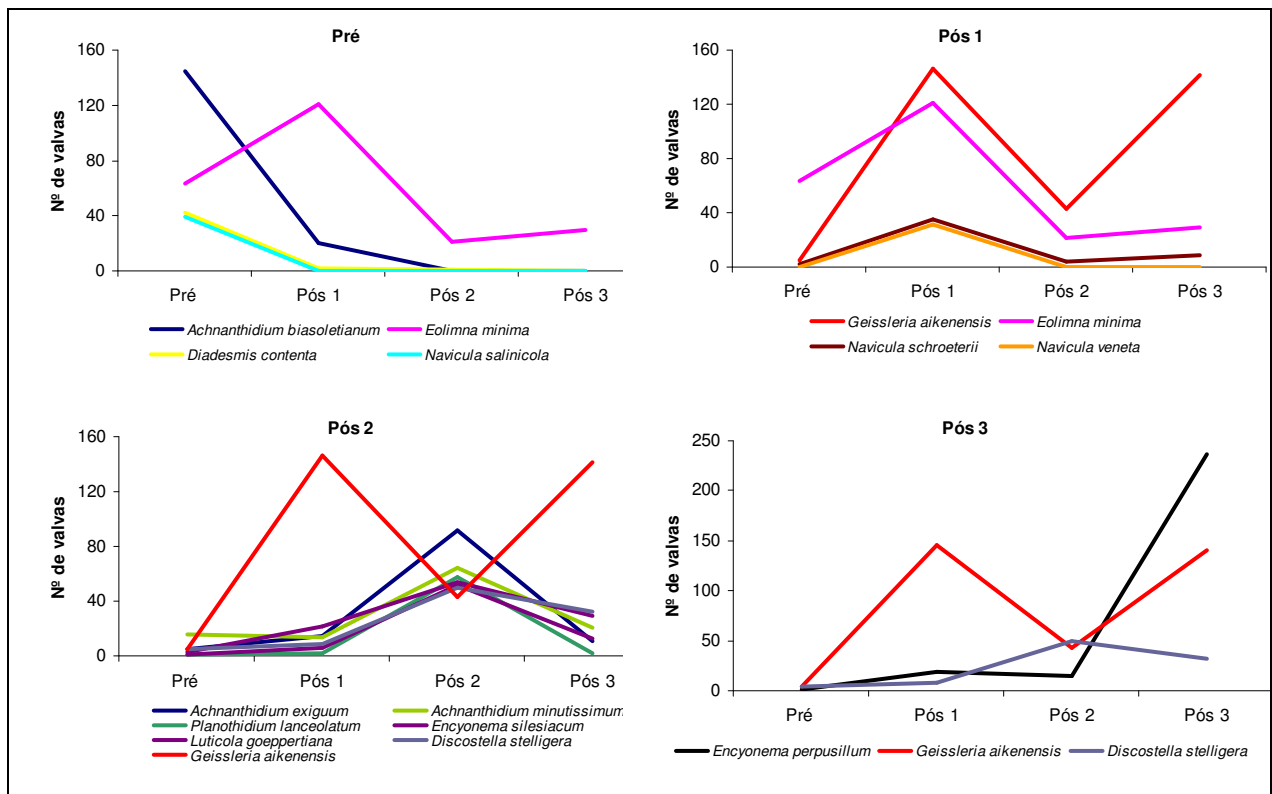 Pré
Nº de valvas
160
120
80
40
0
Pré Pós 1 Pós 2 Pós 3
Achnanthidium biasoletianum Eolimna minima
Diadesmis contenta Navicula salinicola
Pós 1
Nº de valvas
160
120
80
40
0
Pré Pós 1 Pós 2 Pós 3
Geissleria aikenensis Eolimna minima
Navicula schroeterii Navicula veneta
Pós 2
Nº de valvas
160
120
80
40
0
Pré Pós 1 Pós 2 Pós 3
Achnanthidium exiguum Achnanthidium minutissimum
Planothidium lanceolatum Encyonema silesiacum
Luticola goeppertiana Discostella stelligera
Geissleria aikenensis
Pós 3
Nº de valvas
250
200
150
100
50
0
Pré Pós 1 Pós 2 Pós 3
Encyonema perpusillum Geissleria aikenensis Discostella stelligera